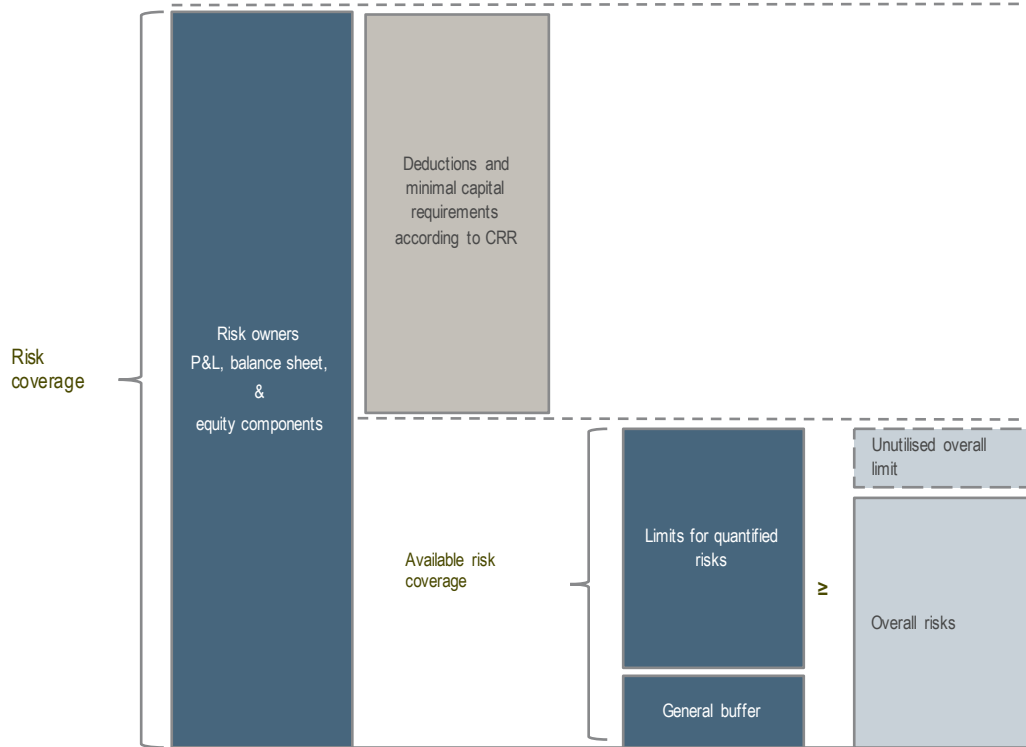 Deductions and
minimal capital
requirements
according to CRR
Risk owners
P&L, balance sheet,
&
equity components
Risk
coverage
Unutilised overall
limit
Limits for quantified
risks
Available risk
coverage
≥
Overall risks
General buffer